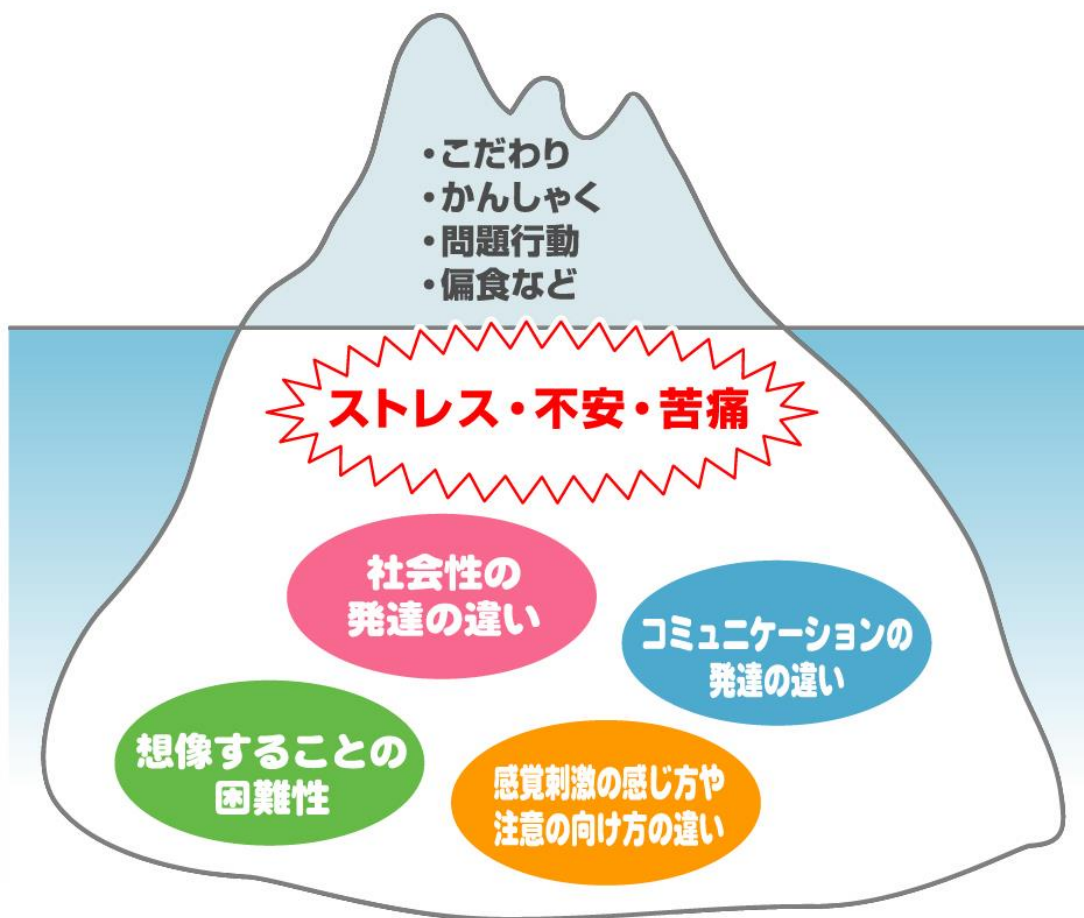 ・こだわり
・かんしゃく
・問題行動
・偏食など
ストレス・不安・苦痛
社会性の
発達の違い
コミュニケーションの
発達の違い
想像することの
困難性
感覚刺激の感じ方や
注意の向け方の違い